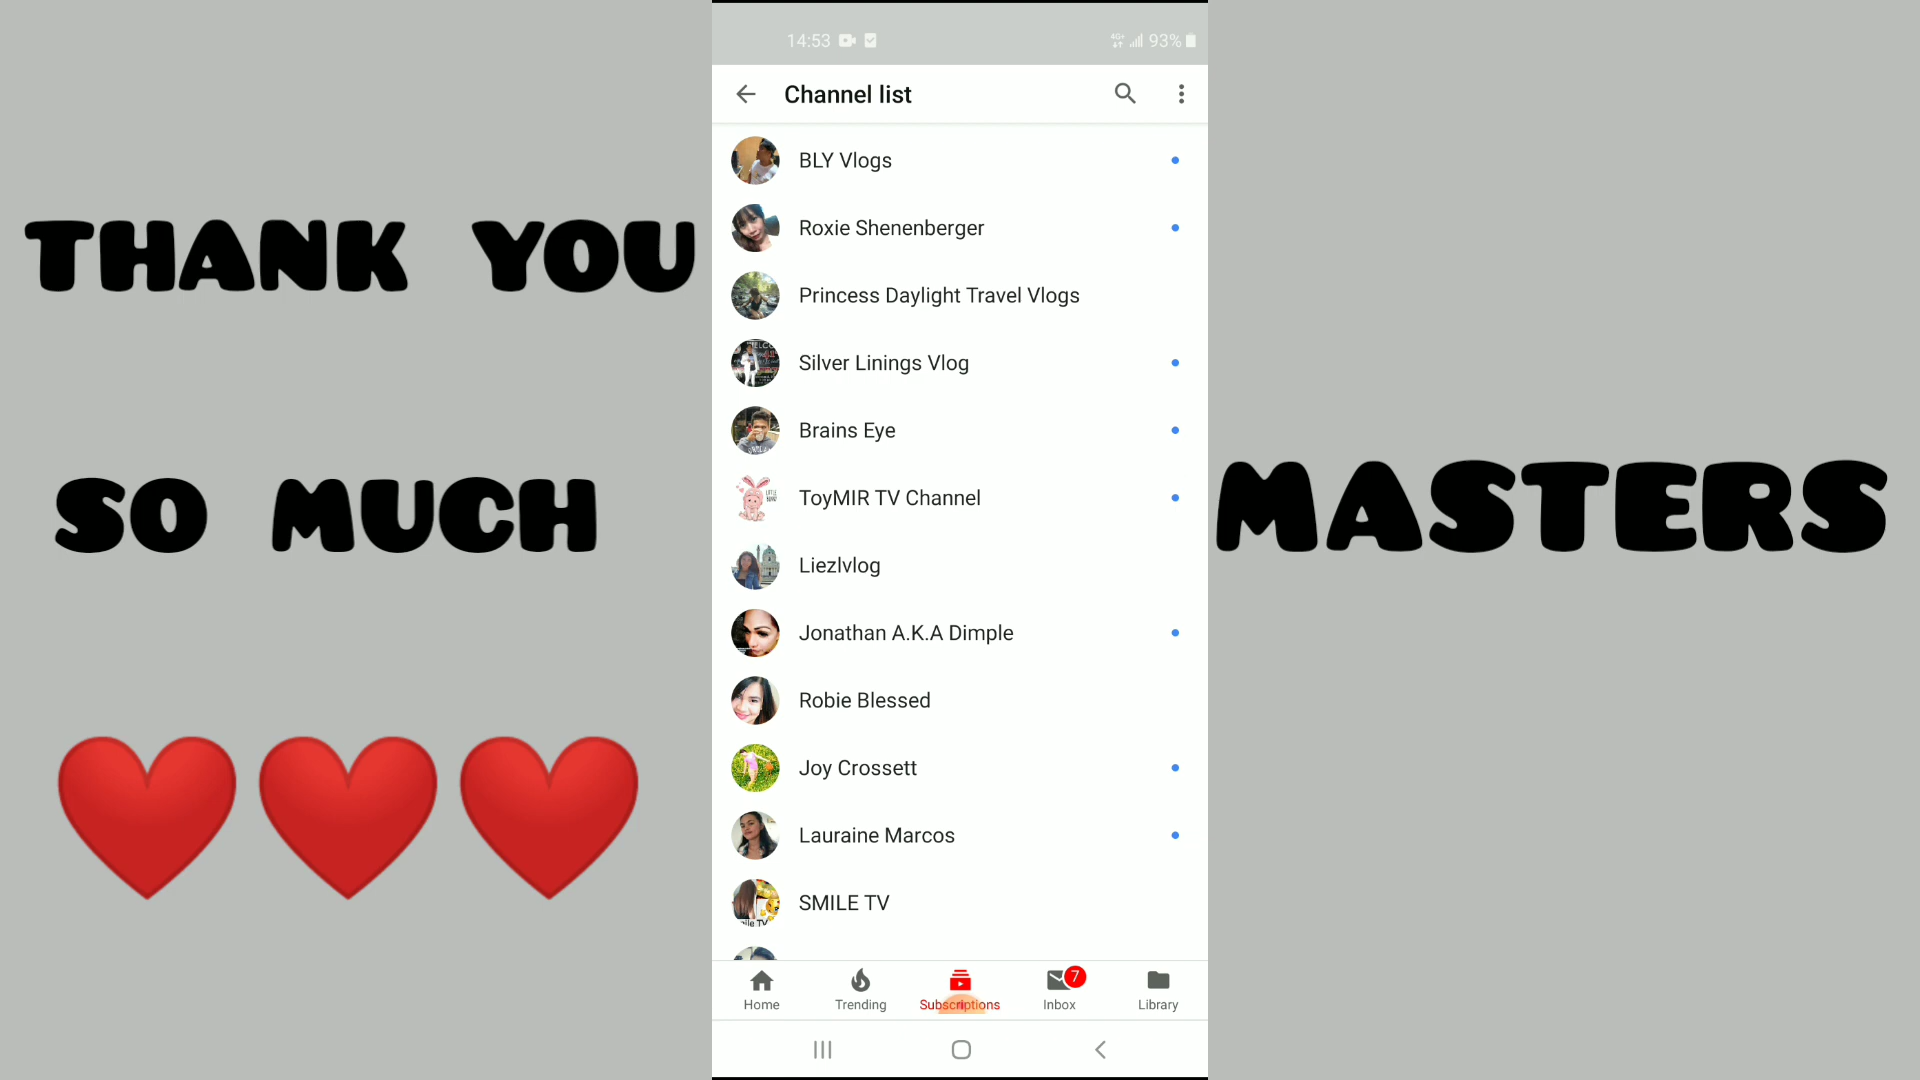 14:53
4G+ 93%
Channel list
BLY Vlogs
Roxie Shenenberger
THANK YOU
Princess Daylight Travel Vlogs
Silver Linings Vlog
Brains Eye
ToyMIR TV Channel
SO MUCH
MASTERS
Liezlvlog
Jonathan A.K.A Dimple
Robie Blessed
Joy Crossett
Lauraine Marcos
SMILE TV
7
Home Trending Subscriptions Inbox Library